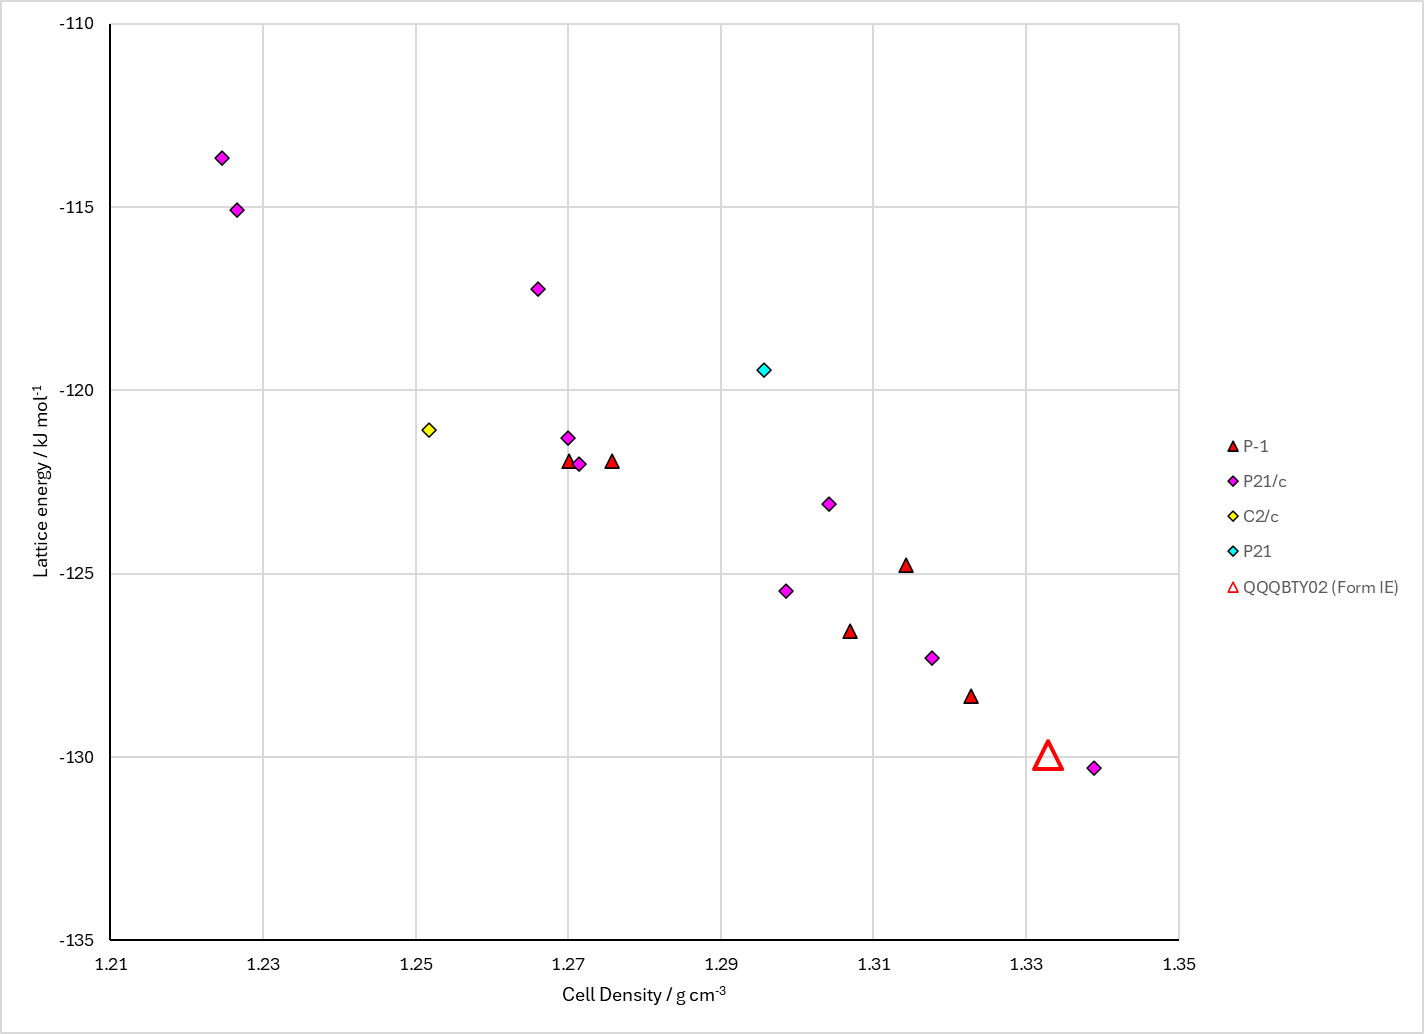 -110
-115
-120
-125
-130
-135
Lattice energy / kJ mol⁻¹
1.21 1.23 1.25 1.27 1.29 1.31 1.33 1.35
Cell Density / g cm⁻³
P-1
P21/c
C2/c
P21
QQQBTY02 (Form IE)